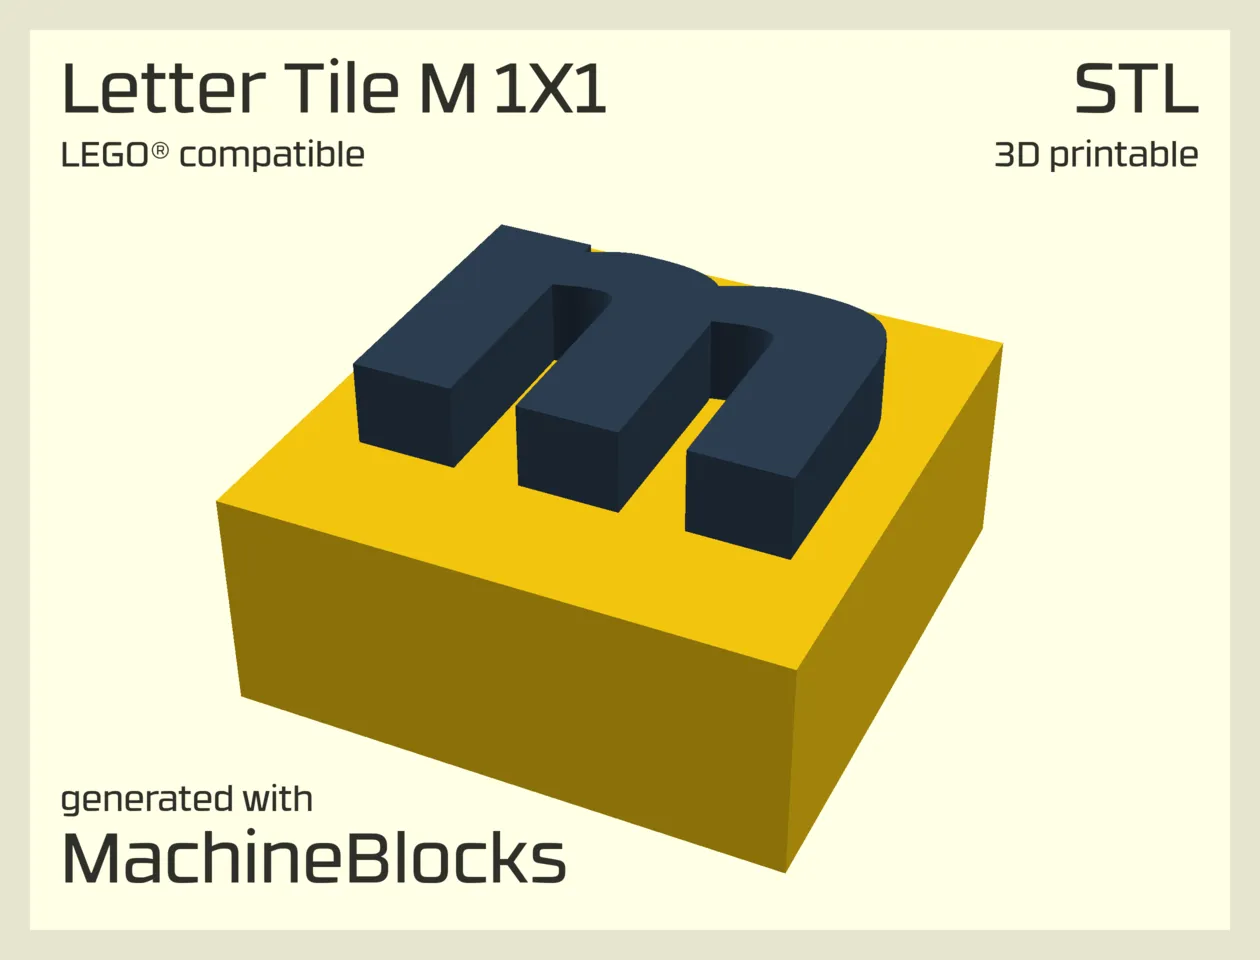 Letter Tile M 1X1
LEGO® compatible
STL
3D printable
m
generated with
MachineBlocks